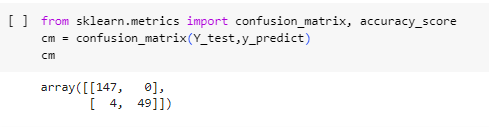 [ ] from sklearn.metrics import confusion_matrix, accuracy_score
cm = confusion_matrix(Y_test,y_predict)
cm
array([[147, 0],
[ 4, 49]])